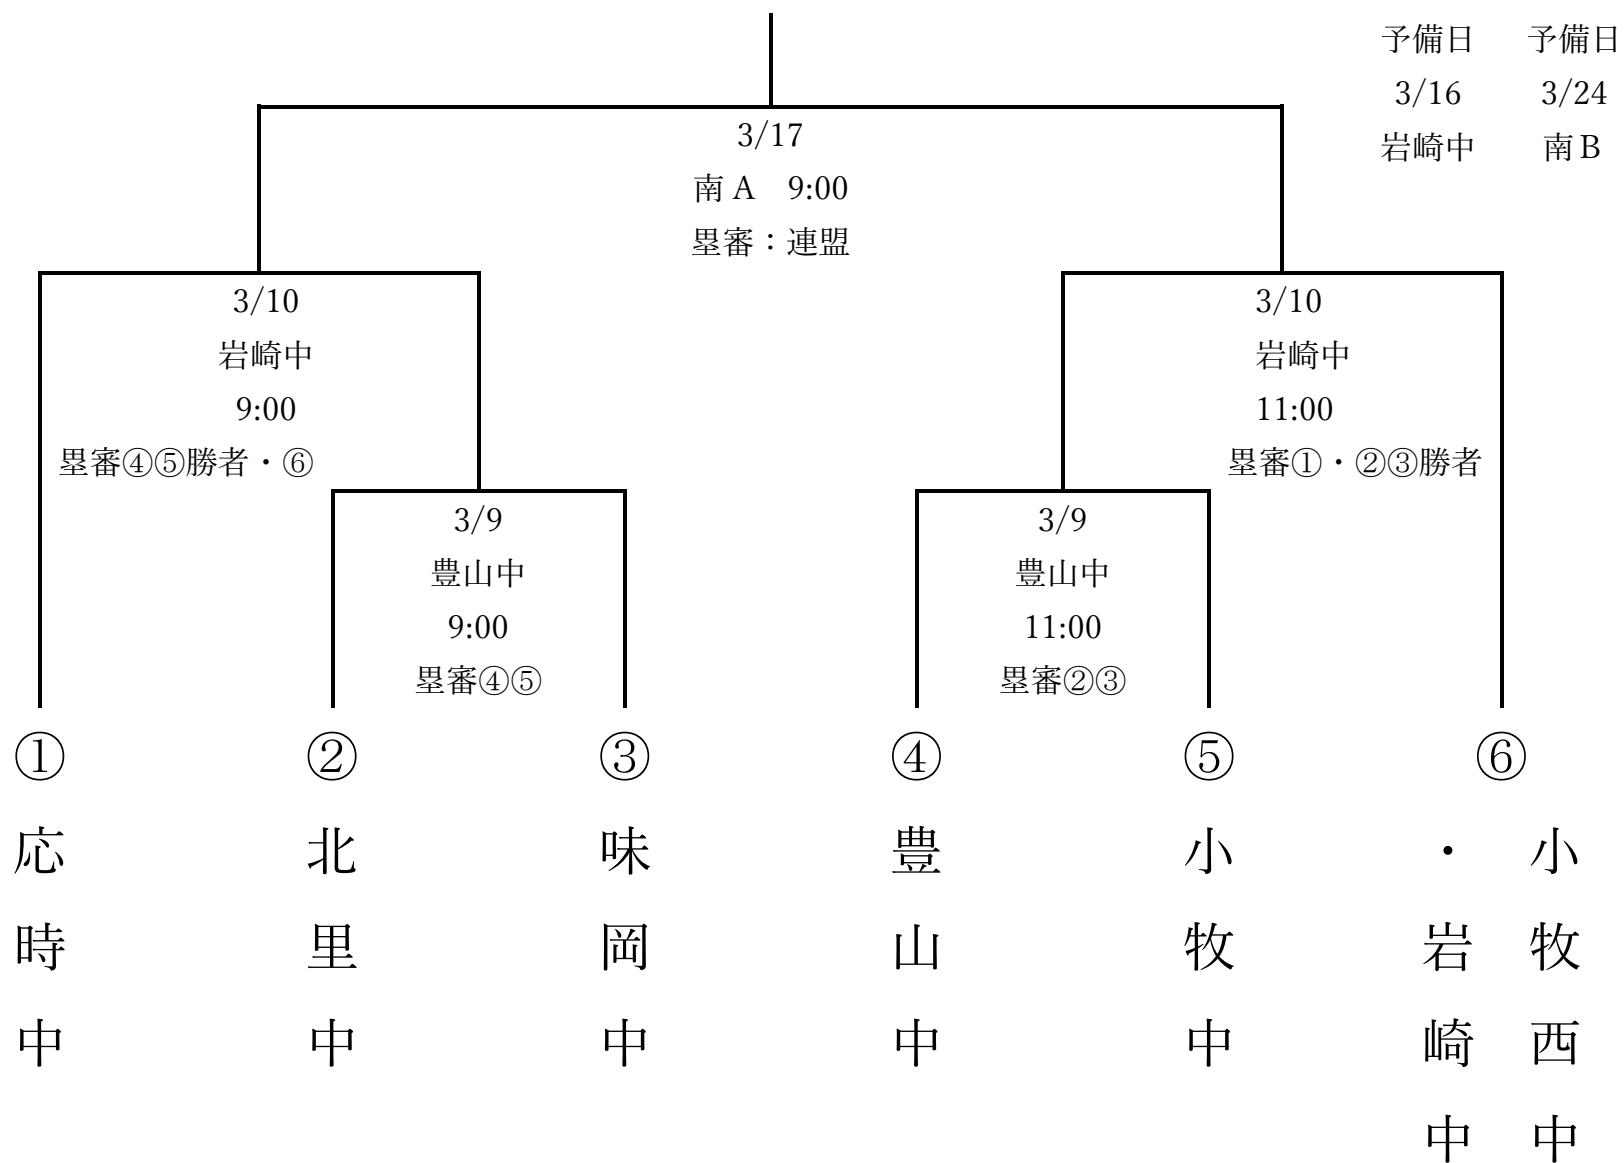 予備日 予備日
3/16 3/24
岩崎中 南B
3/17
南A 9:00
塁審：連盟
3/10
岩崎中
9:00
塁審④⑤勝者・⑥
3/10
岩崎中
11:00
塁審①・②③勝者
3/9
豊山中
9:00
塁審④⑤
3/9
豊山中
11:00
塁審②③
①
応時中
②
北里中
③
味岡中
④
豊山中
⑤
小牧中
⑥
小牧西中
・岩崎中